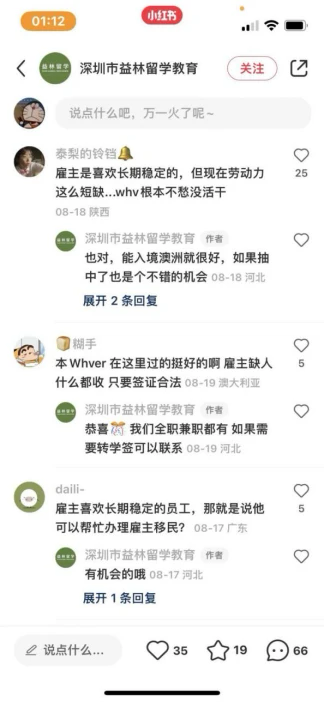 01:12
小红书
益林留学
深圳市益林留学教育
关注
说点什么吧，万一火了呢~
泰梨的铃铛🔔
雇主是喜欢长期稳定的，但现在劳动力
这么短缺...whv根本不愁没活干
08-18 陕西
25
深圳市益林留学教育 作者
也对，能入境澳洲就很好，如果抽
中了也是个不错的机会 08-18 河北
展开 2 条回复
🍞糊手
本 Whver 在这里过的挺好的啊 雇主缺人
什么都收 只要签证合法 08-19 澳大利亚
5
深圳市益林留学教育 作者
恭喜🎊 我们全职兼职都有 如果需
要转学签可以联系 08-19 河北
daili-
雇主喜欢长期稳定的员工，那就是说他
可以帮忙办理雇主移民？ 08-17 广东
5
深圳市益林留学教育 作者
有机会的哦 08-17 河北
展开 1 条回复
说点什么...
35
19
66